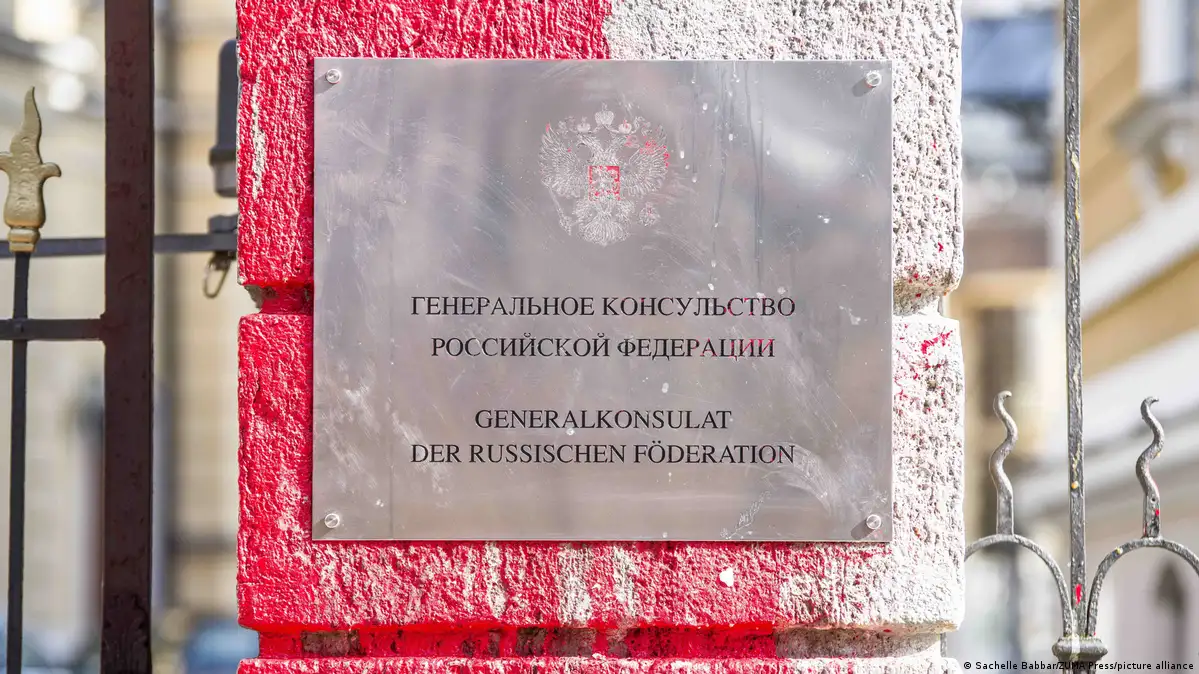 ГЕНЕРАЛЬНОЕ КОНСУЛЬСТВО
РОССИЙСКОЙ ФЕДЕРАЦИИ
GENERALKONSULAT
DER RUSSISCHEN FÖDERATION
© Sachelle Babbar/ZUMA Press/picture alliance